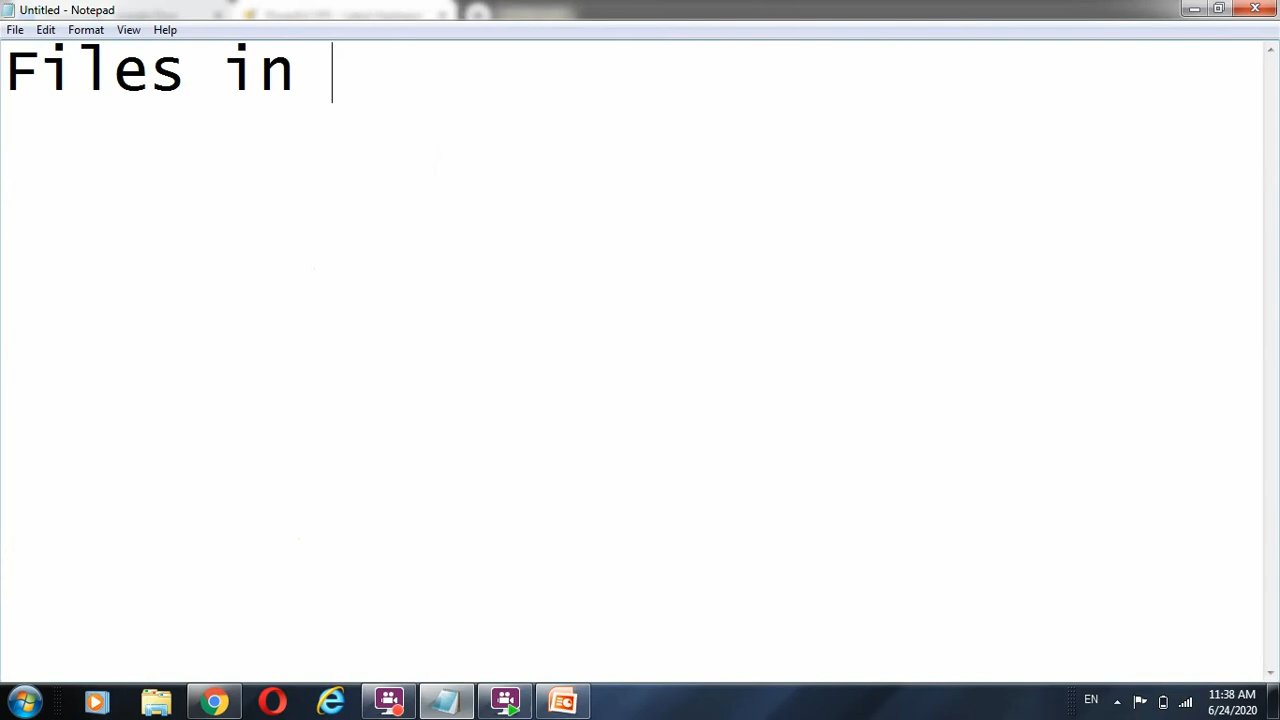 Untitled - Notepad
File Edit Format View Help
Files in
EN
11:38 AM
6/24/2020